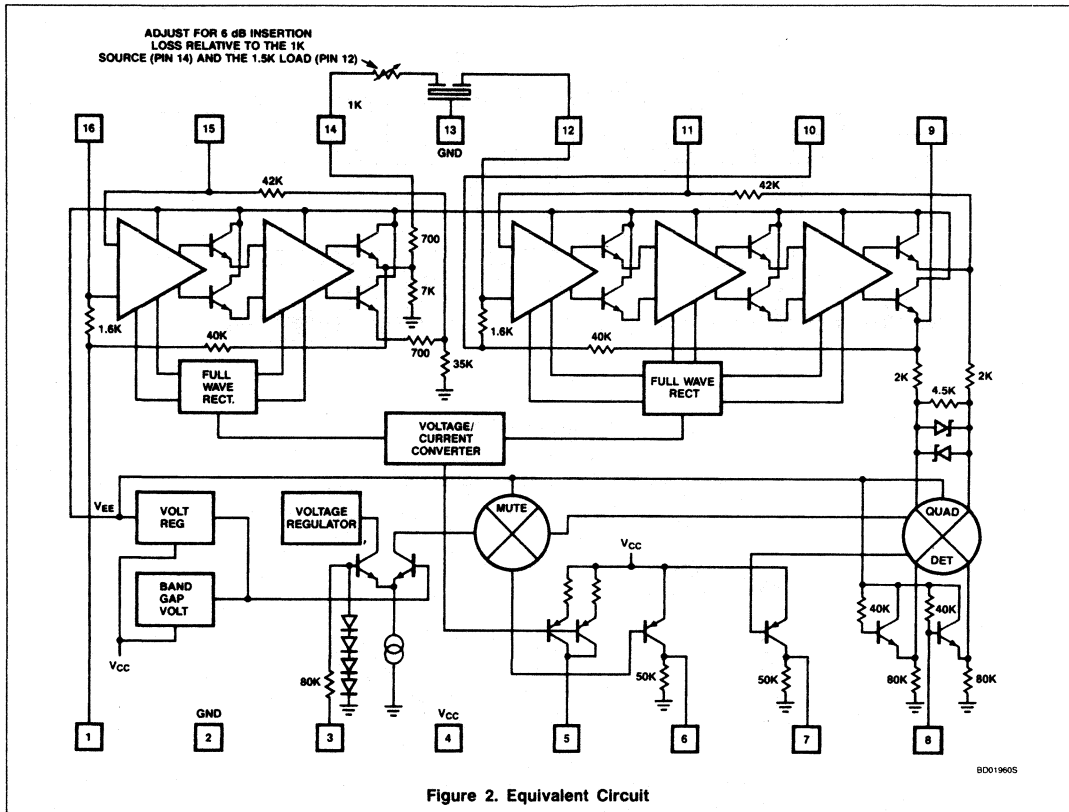 ADJUST FOR 6 dB INSERTION
LOSS RELATIVE TO THE 1K
SOURCE (PIN 14) AND THE 1.5K LOAD (PIN 12)
1K
16
15
14
13
12
11
10
9
GND
42K
42K
700
7K
1.6K
40K
700
35K
1.6K
40K
2K
2K
4.5K
FULL
WAVE
RECT.
FULL WAVE
RECT
VOLTAGE/
CURRENT
CONVERTER
VEE
VOLT
REG
VOLTAGE
REGULATOR
MUTE
QUAD
DET
BAND
GAP
VOLT
VCC
VCC
40K
40K
80K
50K
50K
80K
80K
GND
VCC
1
2
3
4
5
6
7
8
BD01960S
Figure 2. Equivalent Circuit